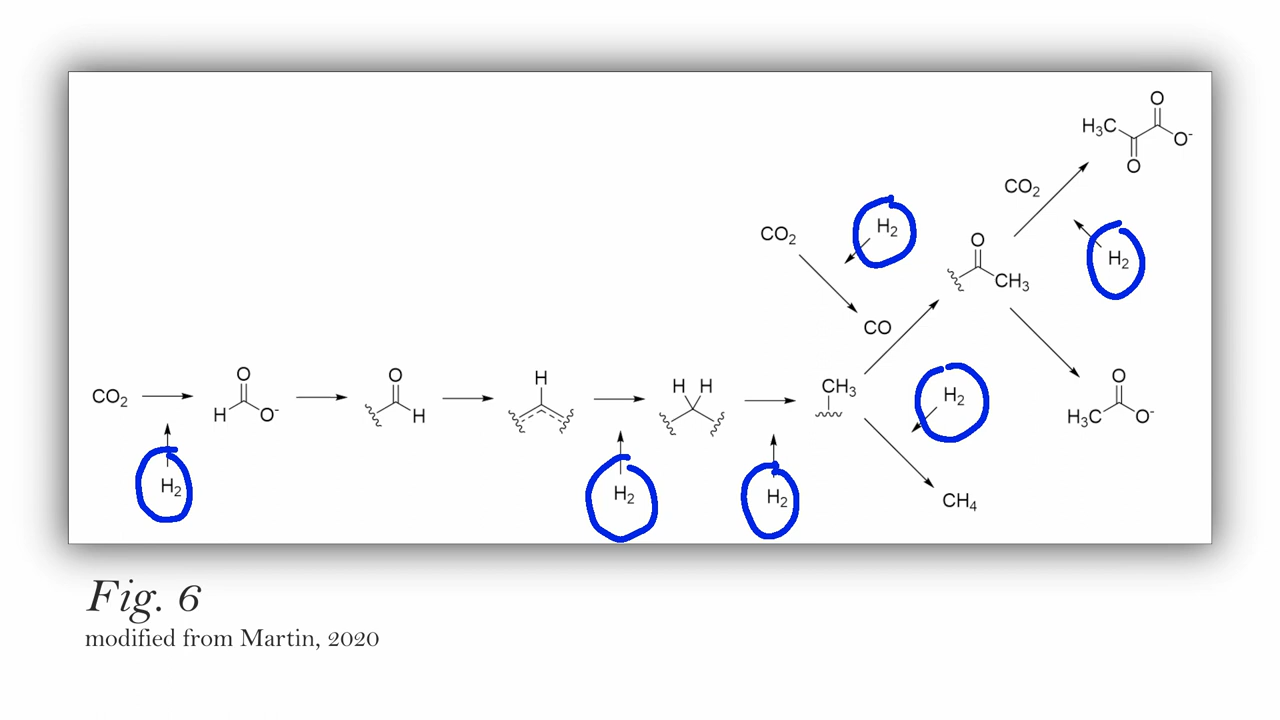 O
H₃C
O⁻
O
CO₂
H₂
CO₂
H₂
O
CH₃
CO
O
O
H
H
H
CH₃
H₂
O
CO₂
H
O⁻
H
H₃C
O⁻
H₂
H₂
H₂
CH₄
Fig. 6
modified from Martin, 2020